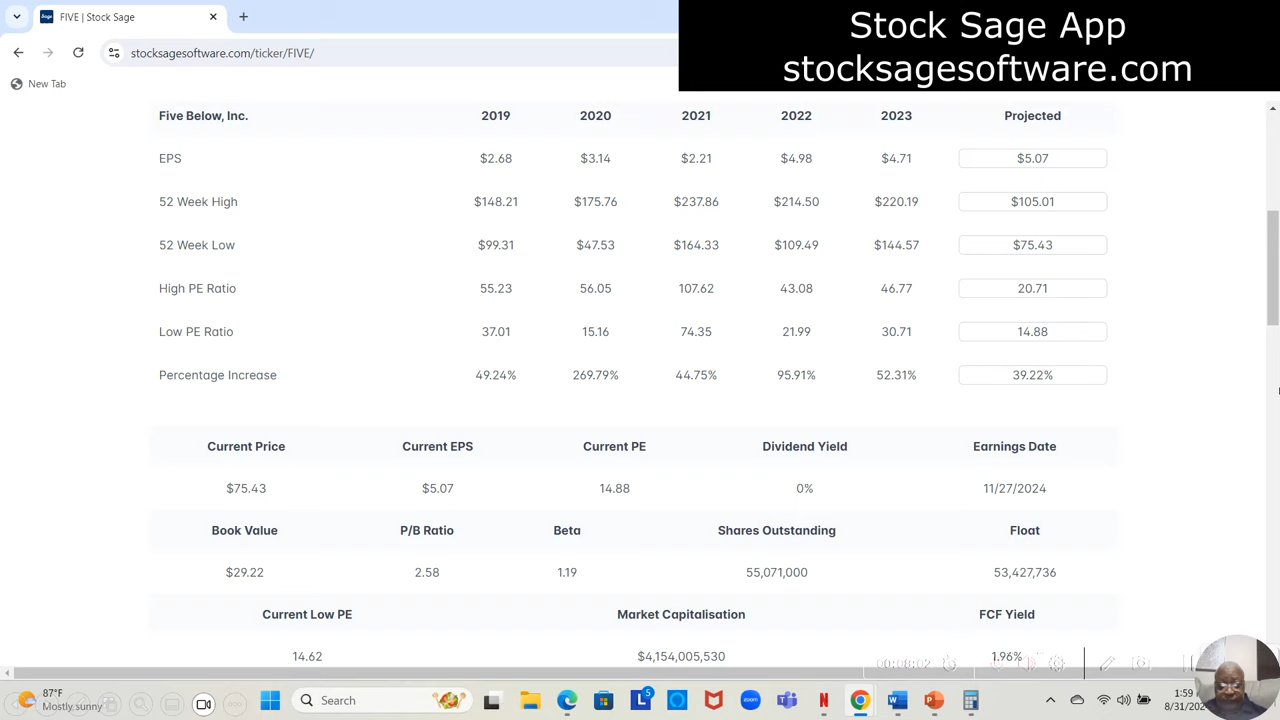 FIVE | Stock Sage
stocksagesoftware.com/ticker/FIVE/
New Tab
Stock Sage App
stocksagesoftware.com
Five Below, Inc. 2019 2020 2021 2022 2023 Projected
EPS $2.68 $3.14 $2.21 $4.98 $4.71 $5.07
52 Week High $148.21 $175.76 $237.86 $214.50 $220.19 $105.01
52 Week Low $99.31 $47.53 $164.33 $109.49 $144.57 $75.43
High PE Ratio 55.23 56.05 107.62 43.08 46.77 20.71
Low PE Ratio 37.01 15.16 74.35 21.99 30.71 14.88
Percentage Increase 49.24% 269.79% 44.75% 95.91% 52.31% 39.22%
Current Price Current EPS Current PE Dividend Yield Earnings Date
$75.43 $5.07 14.88 0% 11/27/2024
Book Value P/B Ratio Beta Shares Outstanding Float
$29.22 2.58 1.19 55,071,000 53,427,736
Current Low PE Market Capitalisation FCF Yield
14.62 $4,154,005,530 1.96%
00:08:02
87°F
Mostly sunny
Search
5
1:59